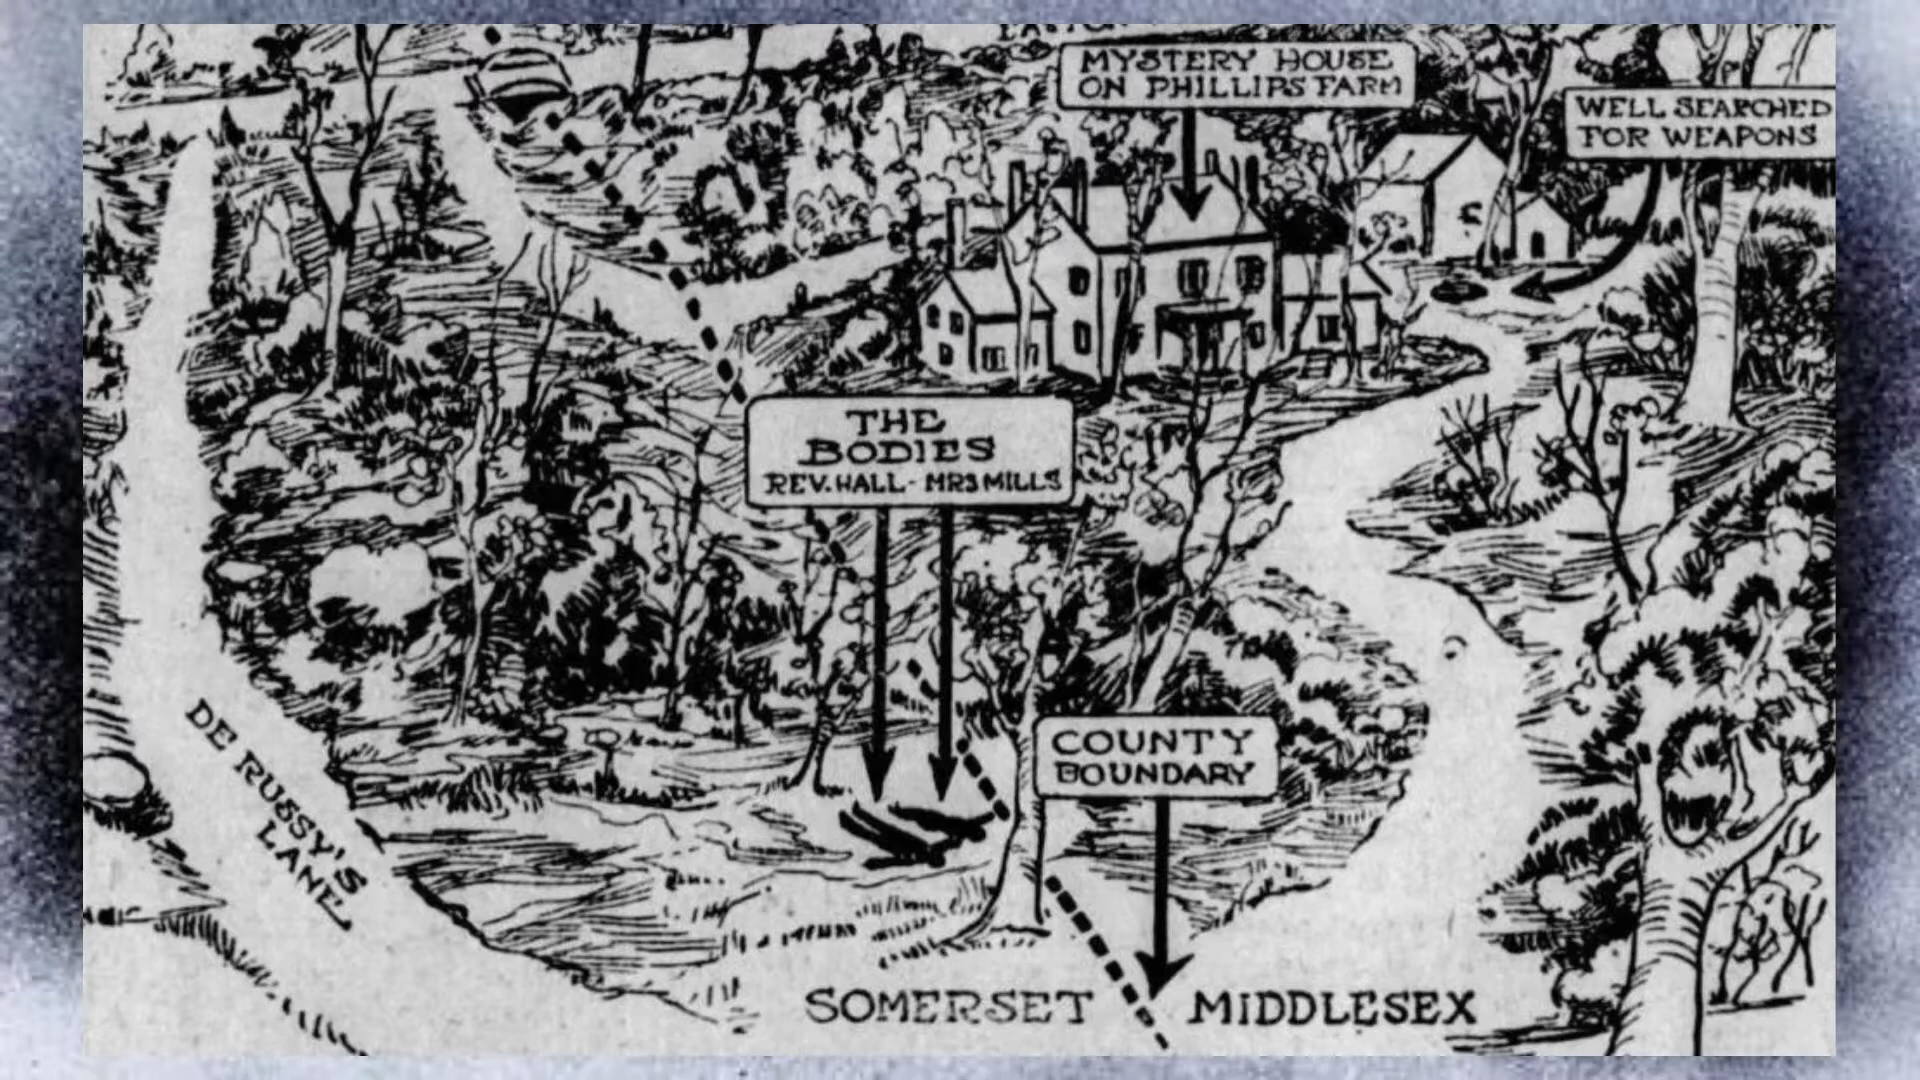 MYSTERY HOUSE
ON PHILLIPS FARM
WELL SEARCHED
FOR WEAPONS
THE
BODIES
REV. HALL - MRS MILLS
COUNTY
BOUNDARY
DE RUSSY'S
LANE
SOMERSET
MIDDLESEX